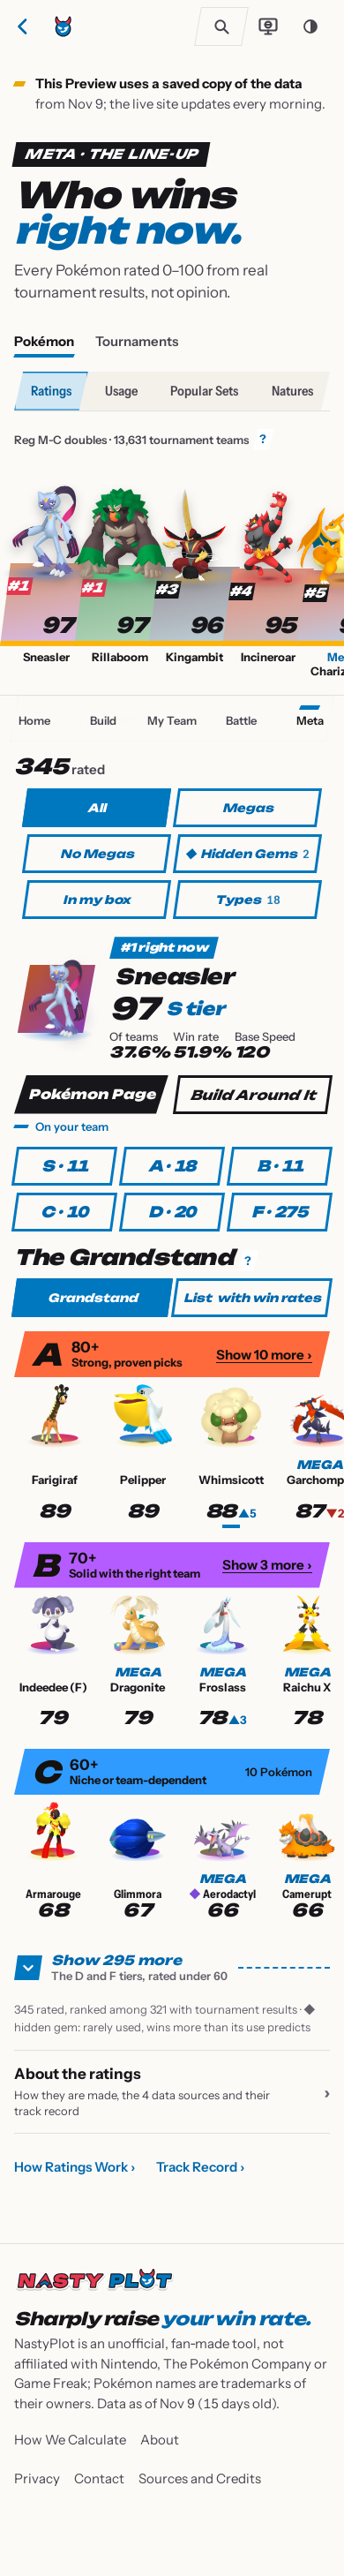 This Preview uses a saved copy of the data
from Nov 9; the live site updates every morning.
META · THE LINE-UP
Who wins
right now.
Every Pokémon rated 0–100 from real
tournament results, not opinion.
Pokémon Tournaments
Ratings Usage Popular Sets Natures
Reg M-C doubles · 13,631 tournament teams ?
#1 97 #1 97 #3 96 #4 95 #5
Sneasler Rillaboom Kingambit Incineroar Me
Chariz
Home Build My Team Battle Meta
345 rated
All Megas
No Megas ◆ Hidden Gems 2
In my box Types 18
#1 right now
Sneasler
97 S tier
Of teams Win rate Base Speed
37.6% 51.9% 120
Pokémon Page Build Around It
On your team
S · 11 A · 18 B · 11
C · 10 D · 20 F · 275
The Grandstand ?
Grandstand List with win rates
A 80+
Strong, proven picks Show 10 more ›
MEGA
Farigiraf Pelipper Whimsicott Garchomp
89 89 88 ▲5 87 ▼2
B 70+
Solid with the right team Show 3 more ›
MEGA MEGA MEGA
Indeedee (F) Dragonite Froslass Raichu X
79 79 78 ▲3 78
C 60+
Niche or team-dependent 10 Pokémon
MEGA MEGA
Armarouge Glimmora ◆ Aerodactyl Camerupt
68 67 66 66
Show 295 more
The D and F tiers, rated under 60
345 rated, ranked among 321 with tournament results · ◆
hidden gem: rarely used, wins more than its use predicts
About the ratings
How they are made, the 4 data sources and their
track record ›
How Ratings Work › Track Record ›
NASTY PLOT
Sharply raise your win rate.
NastyPlot is an unofficial, fan-made tool, not
affiliated with Nintendo, The Pokémon Company or
Game Freak; Pokémon names are trademarks of
their owners. Data as of Nov 9 (15 days old).
How We Calculate About
Privacy Contact Sources and Credits